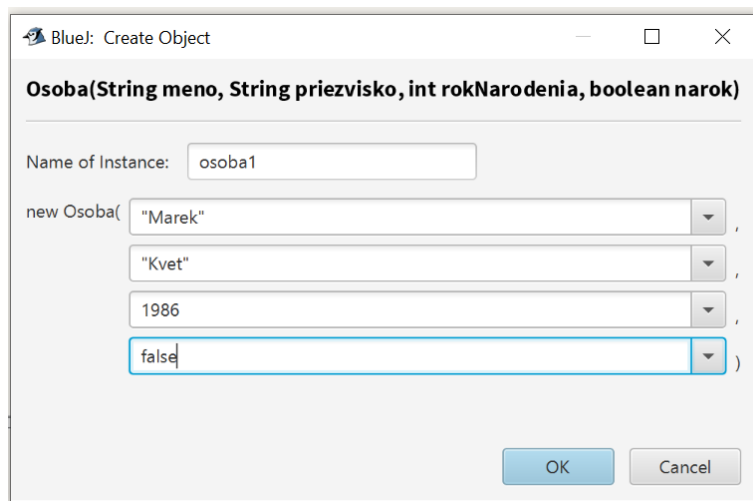 BlueJ: Create Object
Osoba(String meno, String priezvisko, int rokNarodenia, boolean narok)
Name of Instance: osoba1
new Osoba( "Marek" ,
"Kvet" ,
1986 ,
false )
OK Cancel